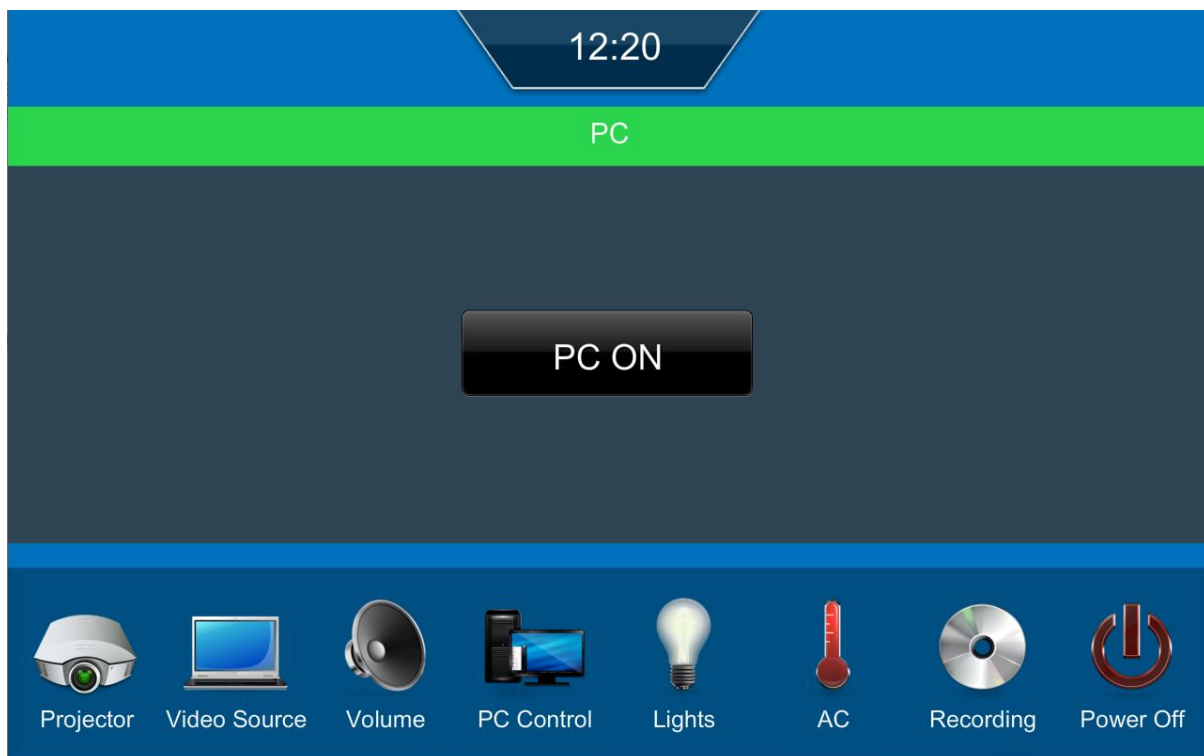 12:20
PC
PC ON
Projector
Video Source
Volume
PC Control
Lights
AC
Recording
Power Off